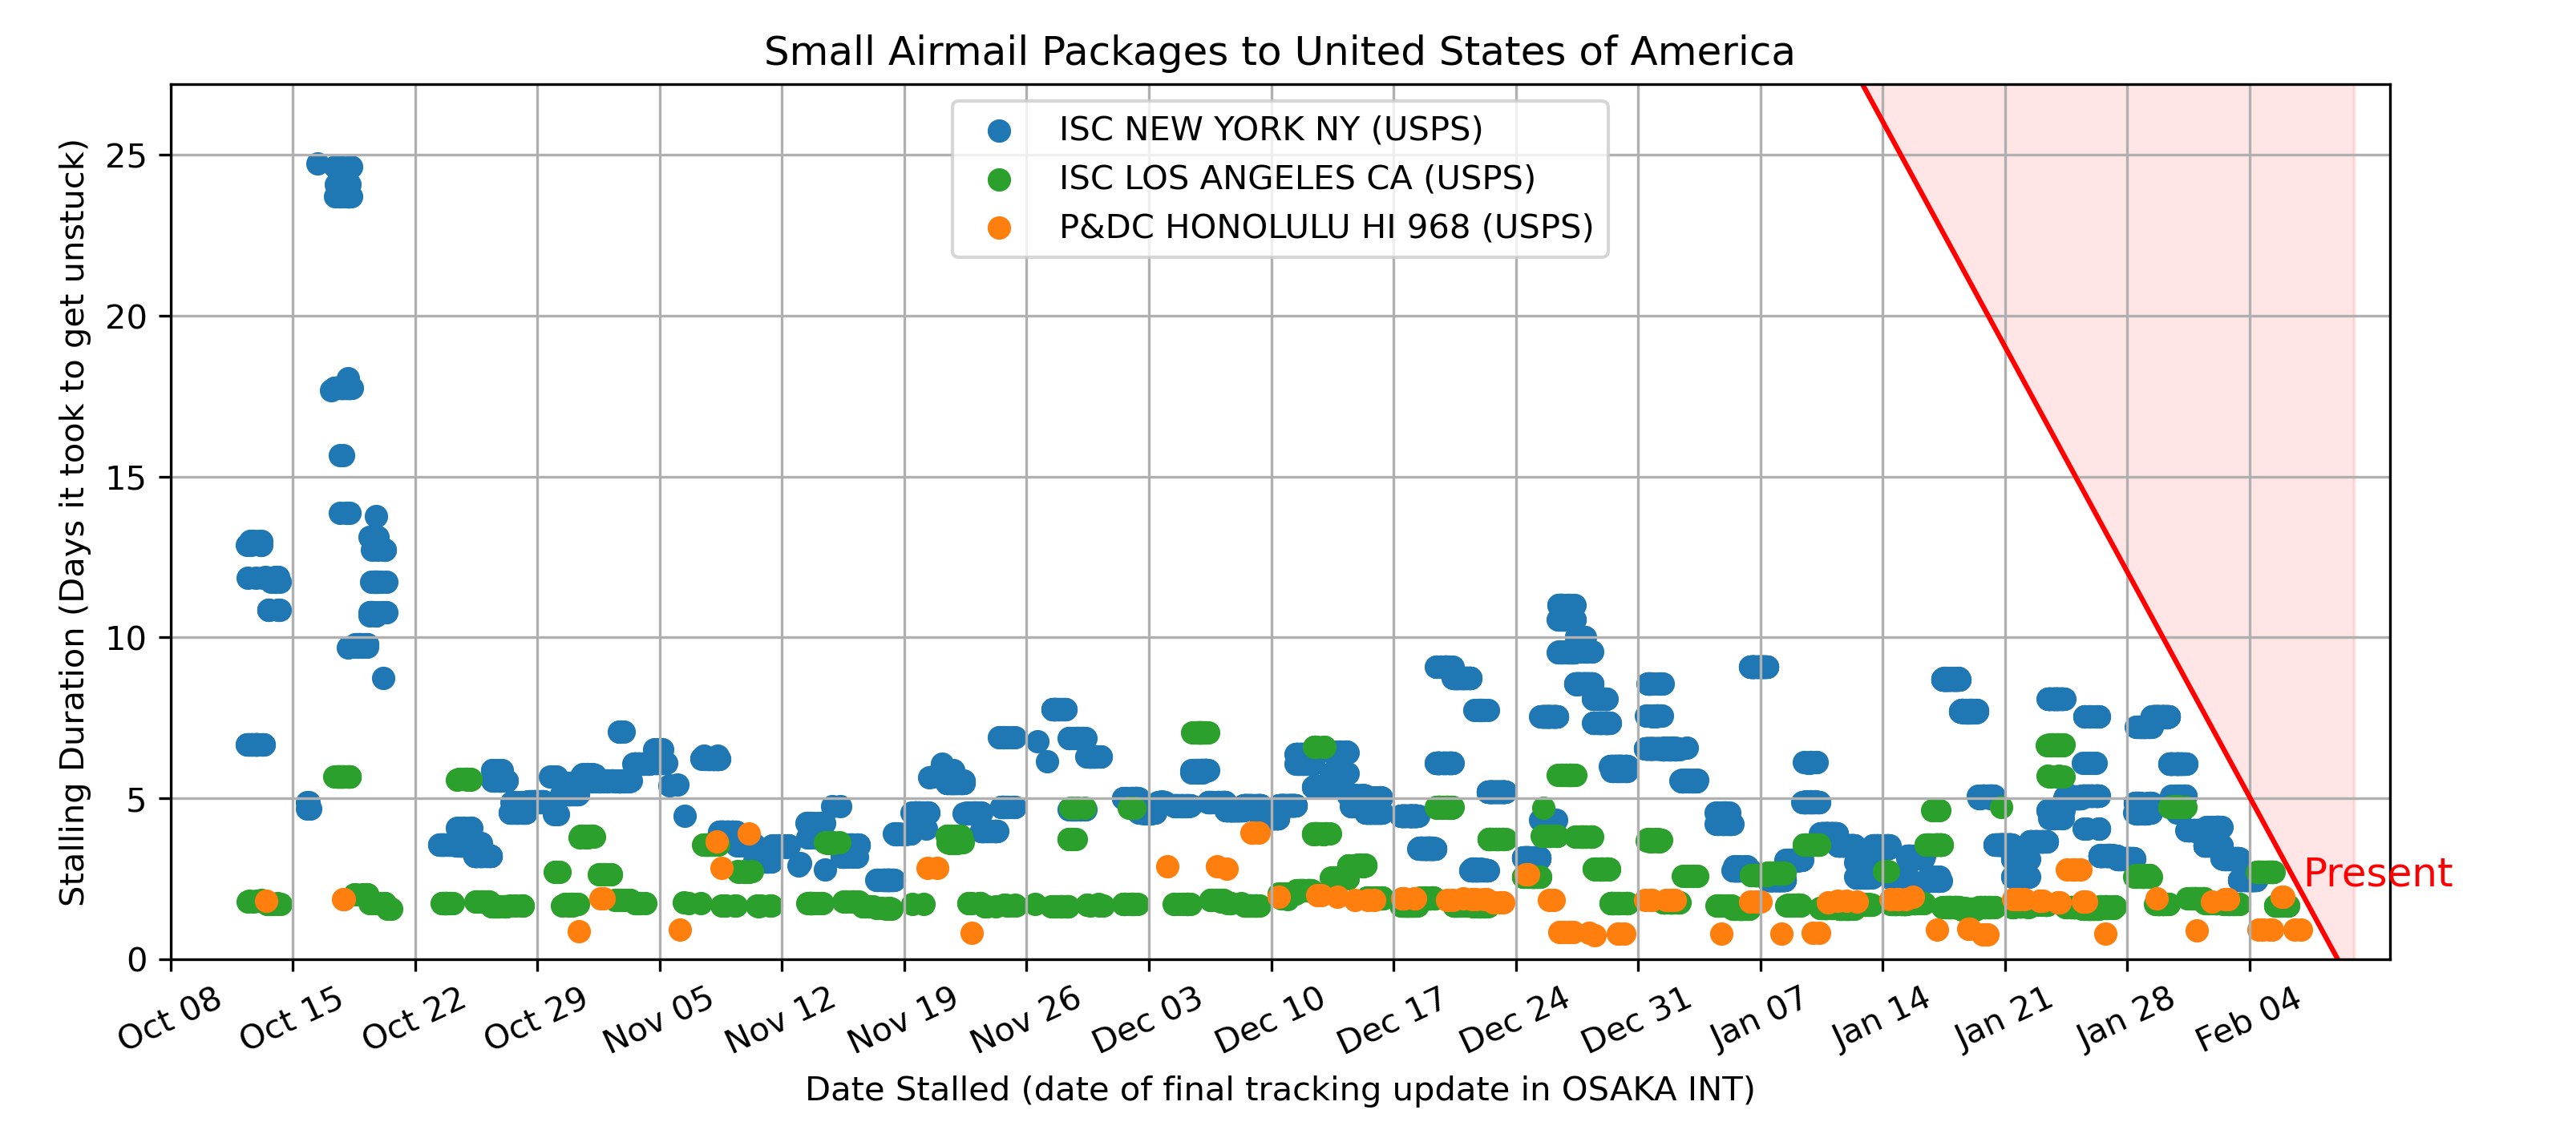 Small Airmail Packages to United States of America
ISC NEW YORK NY (USPS)
ISC LOS ANGELES CA (USPS)
P&DC HONOLULU HI 968 (USPS)
Stalling Duration (Days it took to get unstuck)
25
20
15
10
5
0
Present
Oct 08
Oct 15
Oct 22
Oct 29
Nov 05
Nov 12
Nov 19
Nov 26
Dec 03
Dec 10
Dec 17
Dec 24
Dec 31
Jan 07
Jan 14
Jan 21
Jan 28
Feb 04
Date Stalled (date of final tracking update in OSAKA INT)